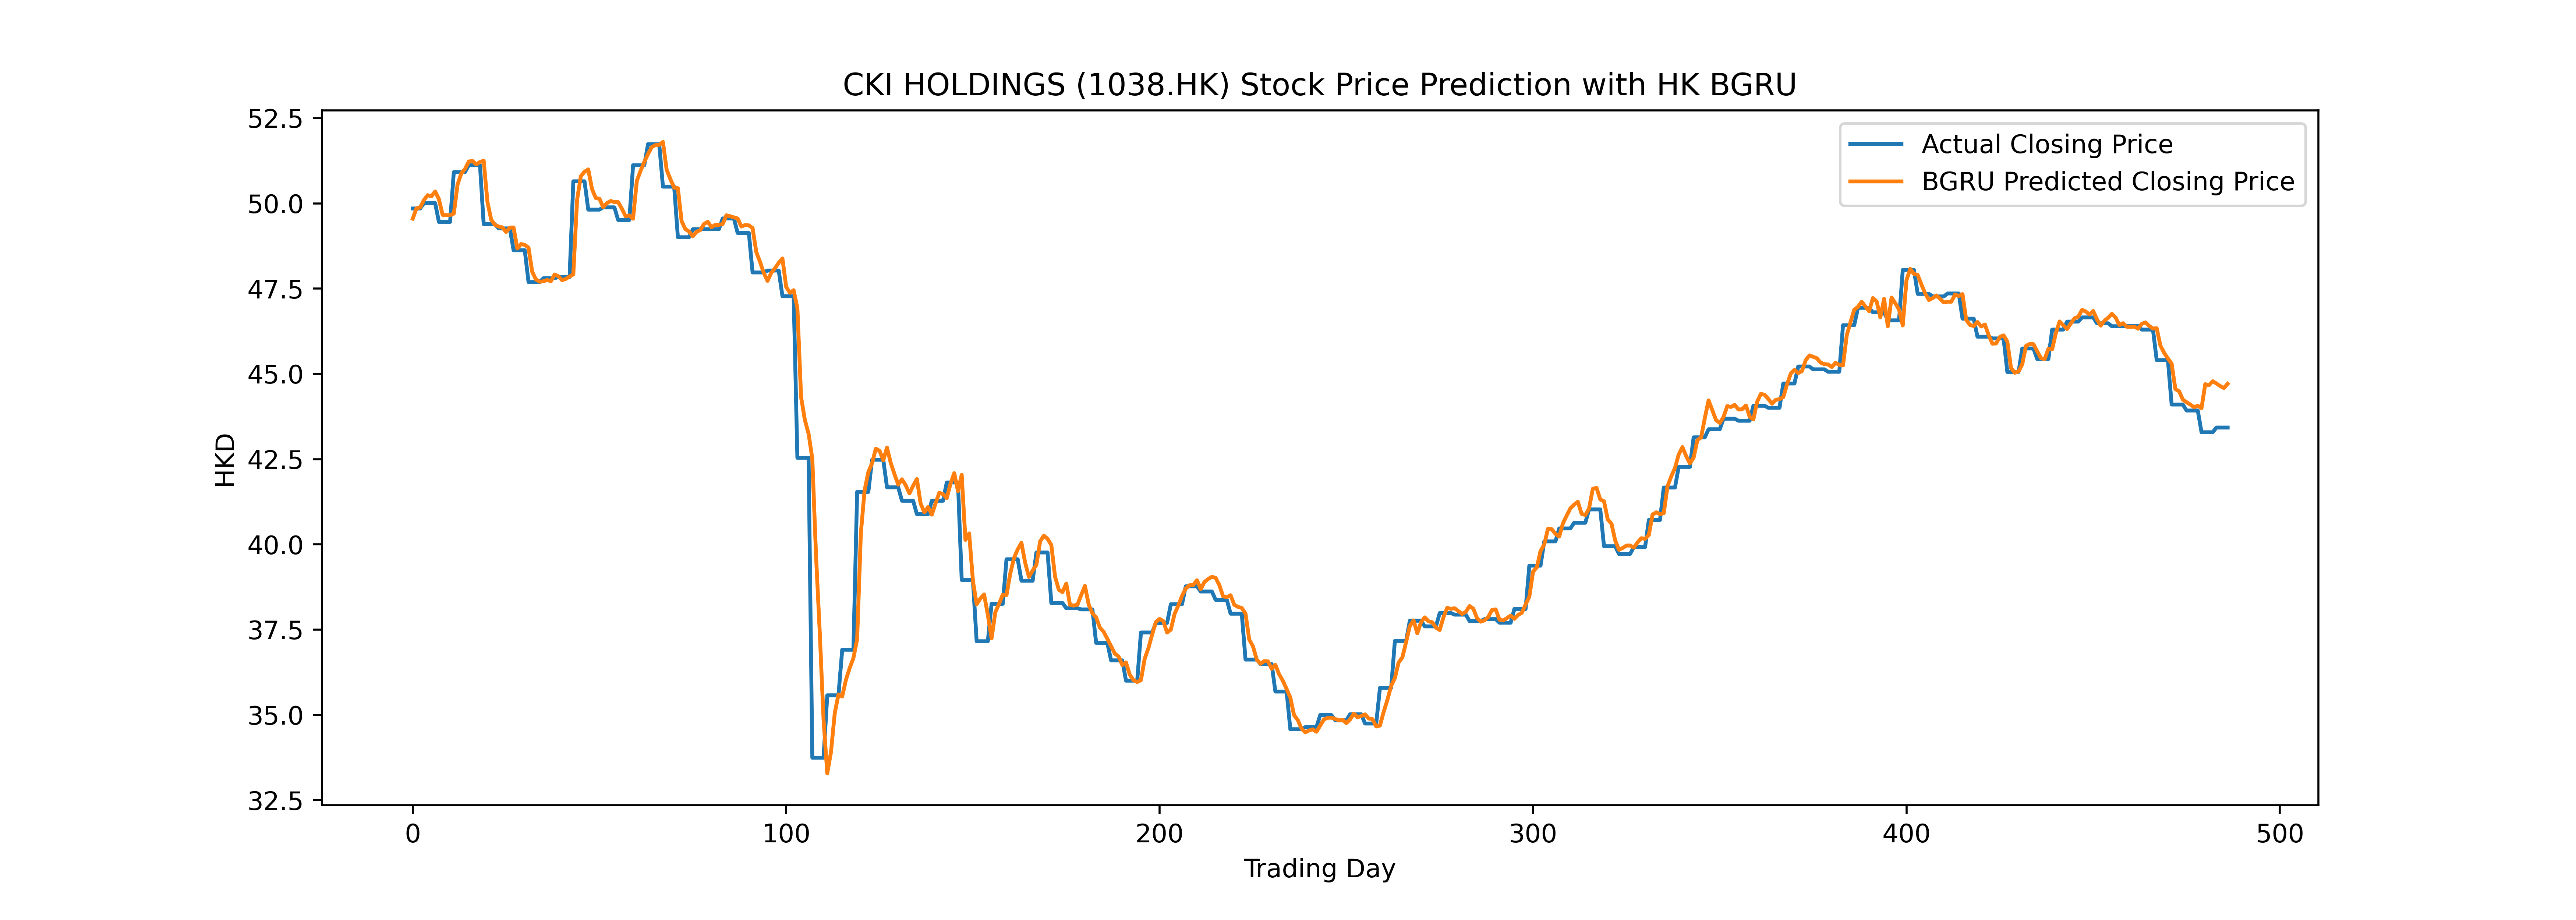 CKI HOLDINGS (1038.HK) Stock Price Prediction with HK BGRU
52.5
50.0
47.5
45.0
42.5
40.0
37.5
35.0
32.5
HKD
Actual Closing Price
BGRU Predicted Closing Price
0 100 200 300 400 500
Trading Day